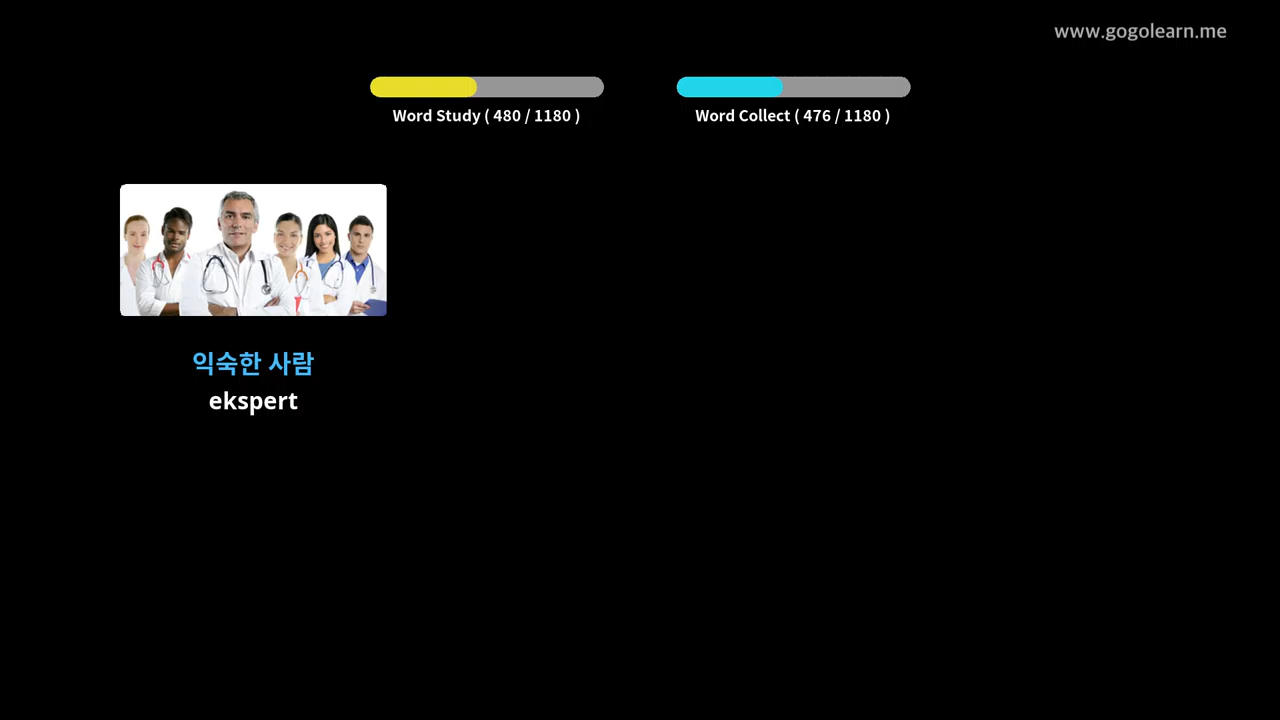 www.gogolearn.me
Word Study ( 480 / 1180 )
Word Collect ( 476 / 1180 )
익숙한 사람
ekspert